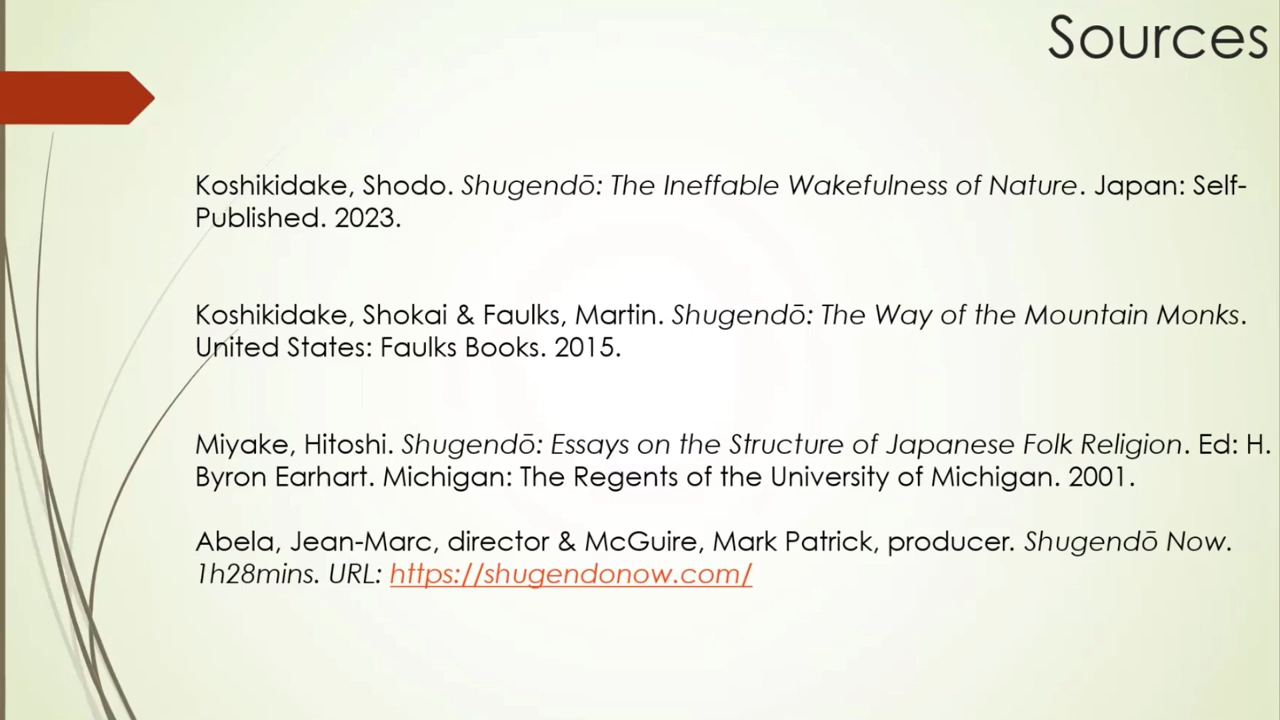 Sources
Koshikidake, Shodo. Shugendō: The Ineffable Wakefulness of Nature. Japan: Self-
Published. 2023.
Koshikidake, Shokai & Faulks, Martin. Shugendō: The Way of the Mountain Monks.
United States: Faulks Books. 2015.
Miyake, Hitoshi. Shugendō: Essays on the Structure of Japanese Folk Religion. Ed: H.
Byron Earhart. Michigan: The Regents of the University of Michigan. 2001.
Abela, Jean-Marc, director & McGuire, Mark Patrick, producer. Shugendō Now.
1h28mins. URL: https://shugendonow.com/